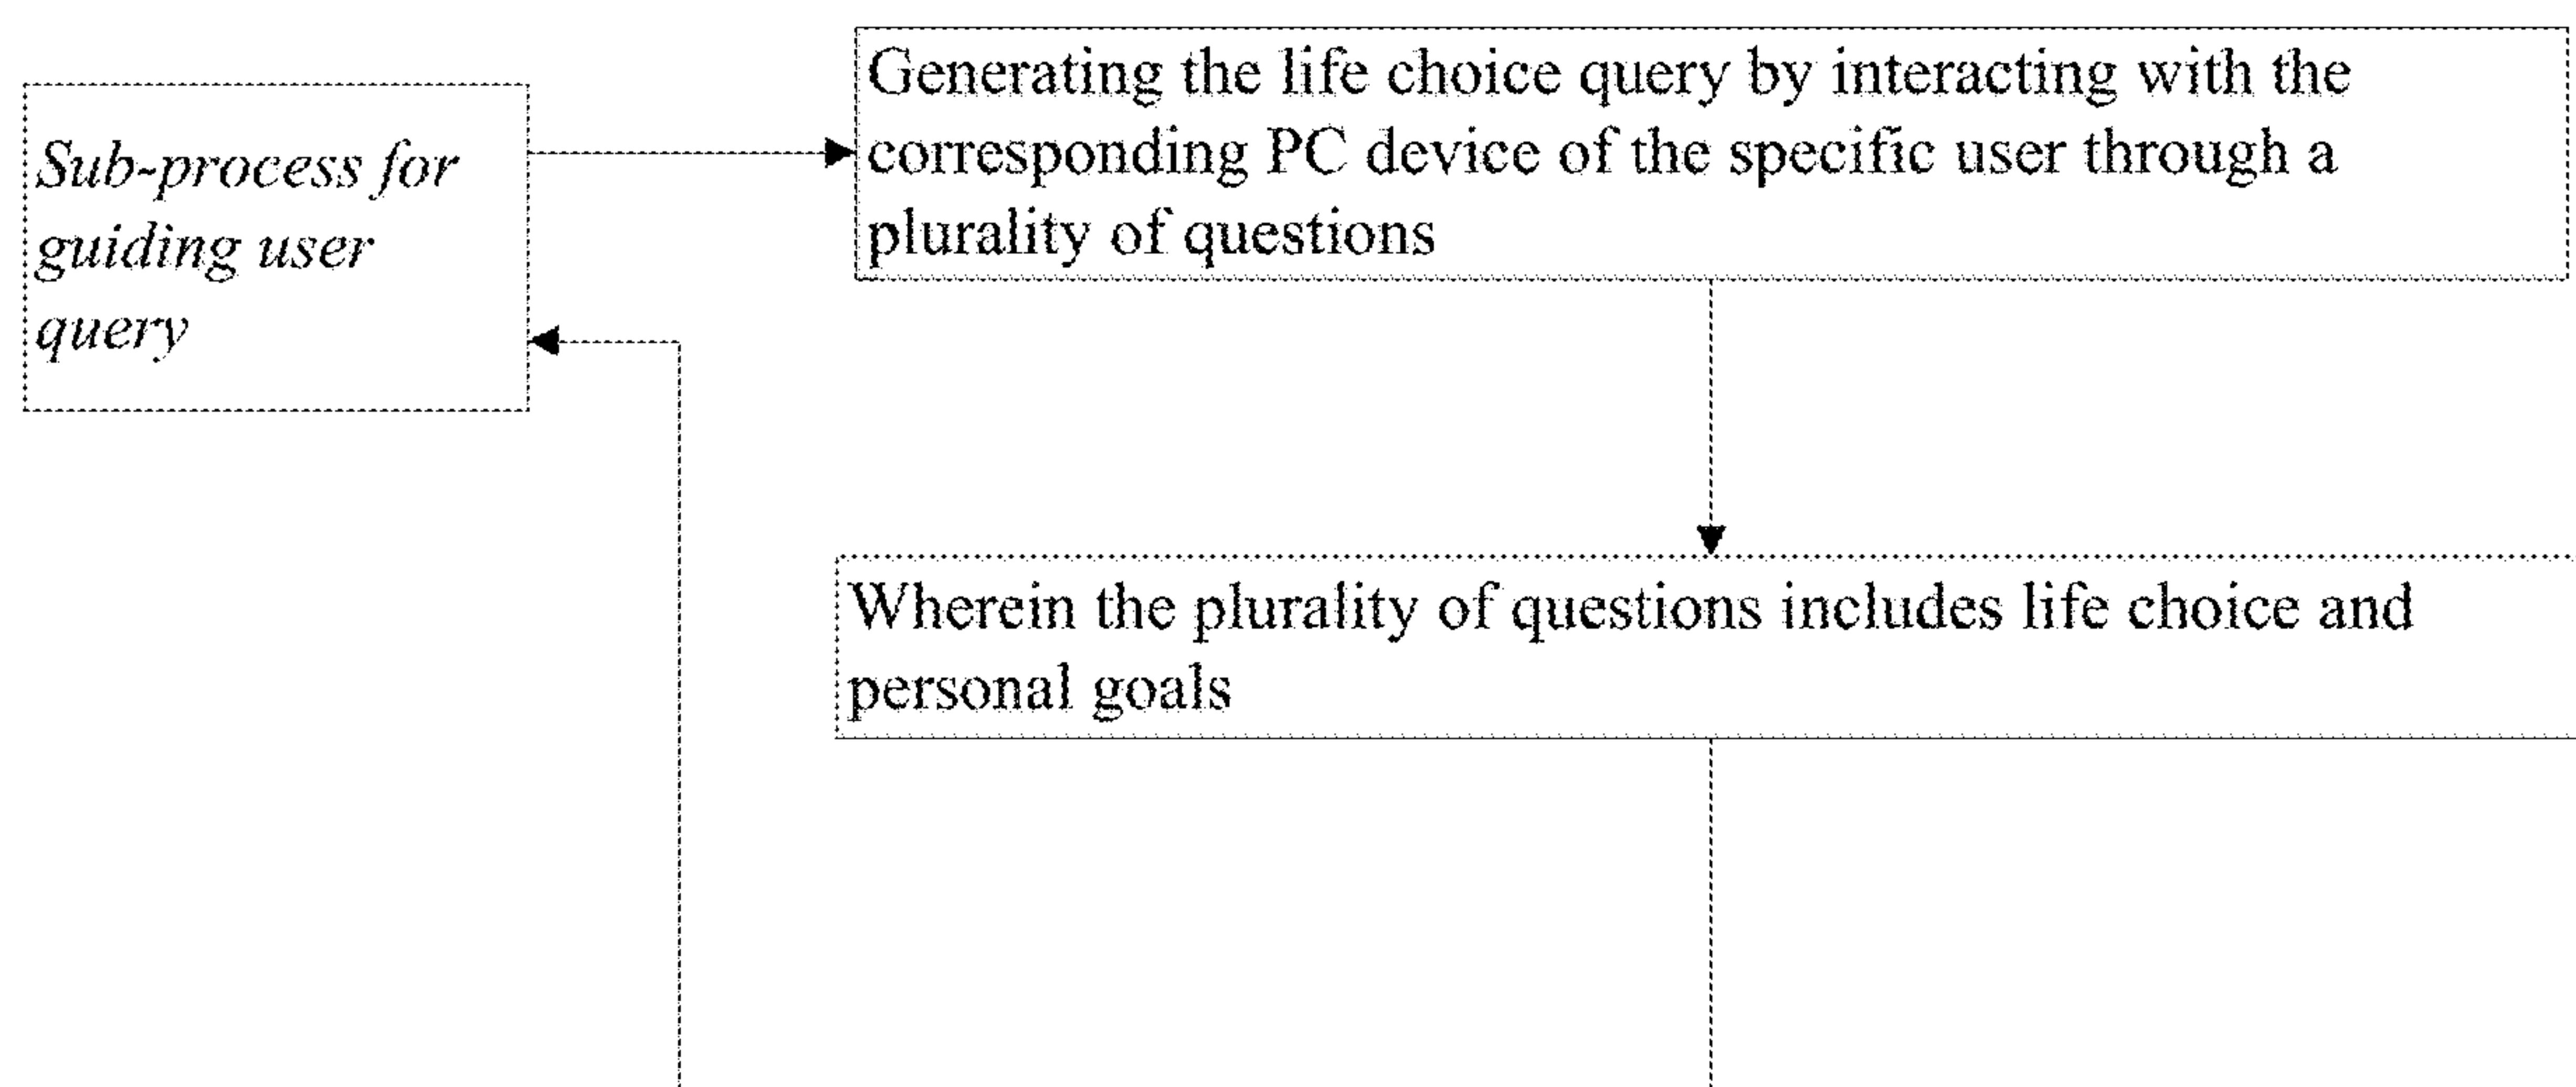 Sub-process for
guiding user
query
Generating the life choice query by interacting with the
corresponding PC device of the specific user through a
plurality of questions
Wherein the plurality of questions includes life choice and
personal goals